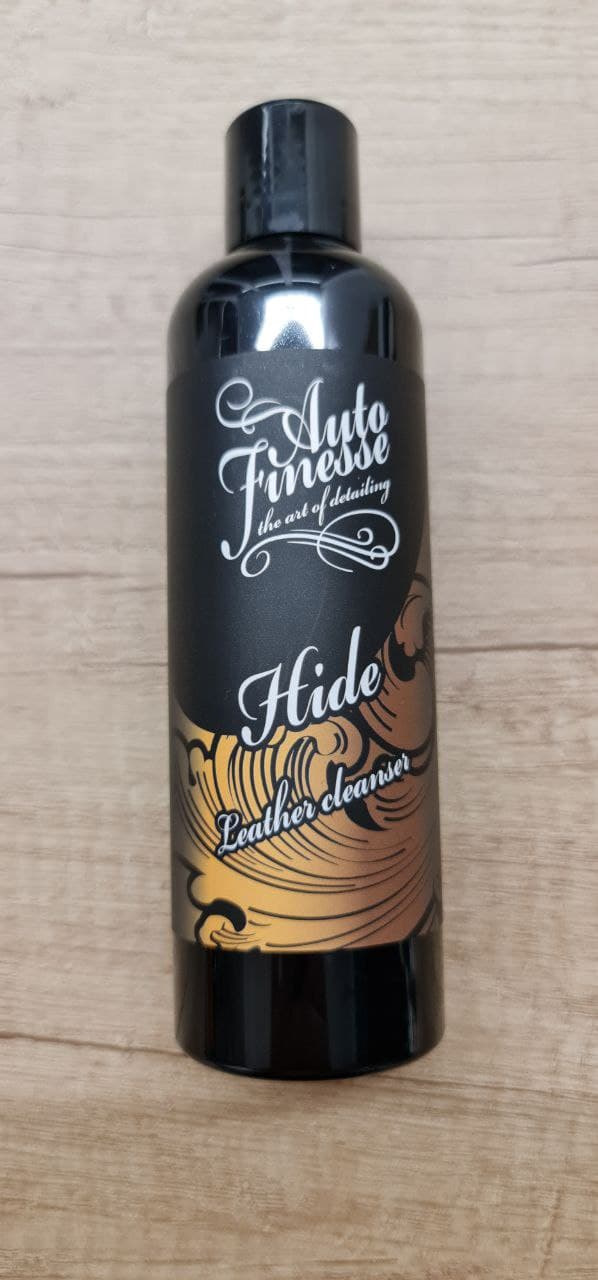 Auto
Finesse
the art of detailing
Hide
Leather cleanser